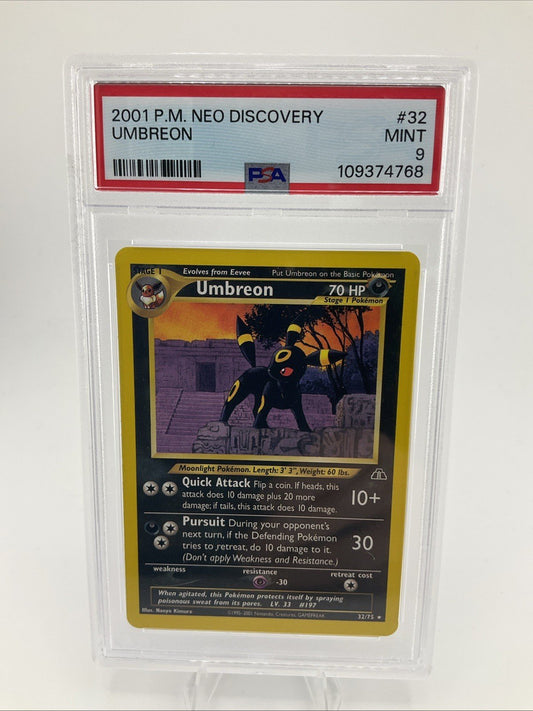 2001 P.M. NEO DISCOVERY #32
UMBREON MINT
9
PSA 109374768
STAGE 1 Evolves from Eevee Put Umbreon on the Basic Pokémon
Umbreon 70 HP
Stage 1 Pokémon
Moonlight Pokémon. Length: 3' 3", Weight: 60 lbs.
Quick Attack Flip a coin. If heads, this
attack does 10 damage plus 20 more
damage; if tails, this attack does 10 damage.
10+
Pursuit During your opponent's
next turn, if the Defending Pokémon
tries to retreat, do 10 damage to it.
(Don't apply Weakness and Resistance.)
30
weakness resistance retreat cost
-30
When agitated, this Pokémon protects itself by spraying
poisonous sweat from its pores. LV. 33 #197
Illus. Naoyo Kimura ©1995-2001 Nintendo, Creatures, GAMEFREAK. 32/75